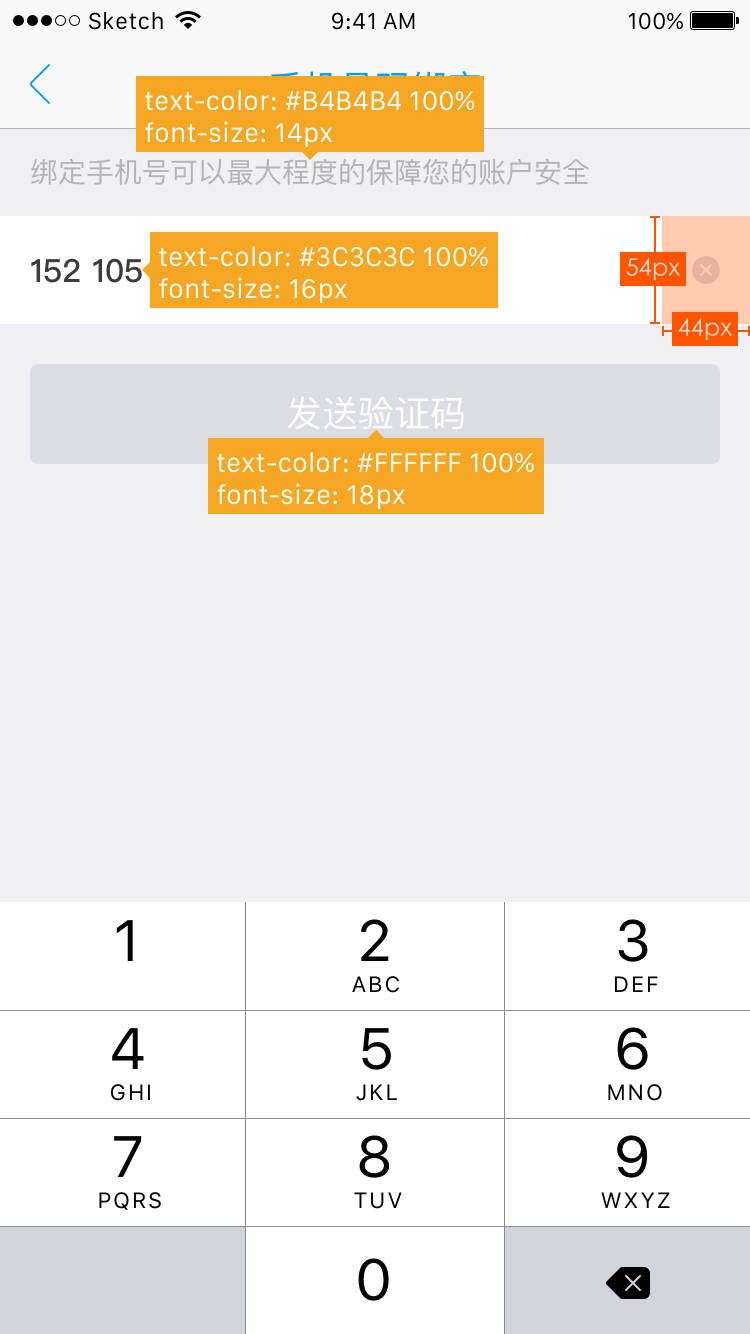 Sketch 9:41 AM 100%
text-color: #B4B4B4 100%
font-size: 14px
绑定手机号可以最大程度的保障您的账户安全
152 105
text-color: #3C3C3C 100%
font-size: 16px
54px
44px
发送验证码
text-color: #FFFFFF 100%
font-size: 18px
1 2 3
ABC DEF
4 5 6
GHI JKL MNO
7 8 9
PQRS TUV WXYZ
0